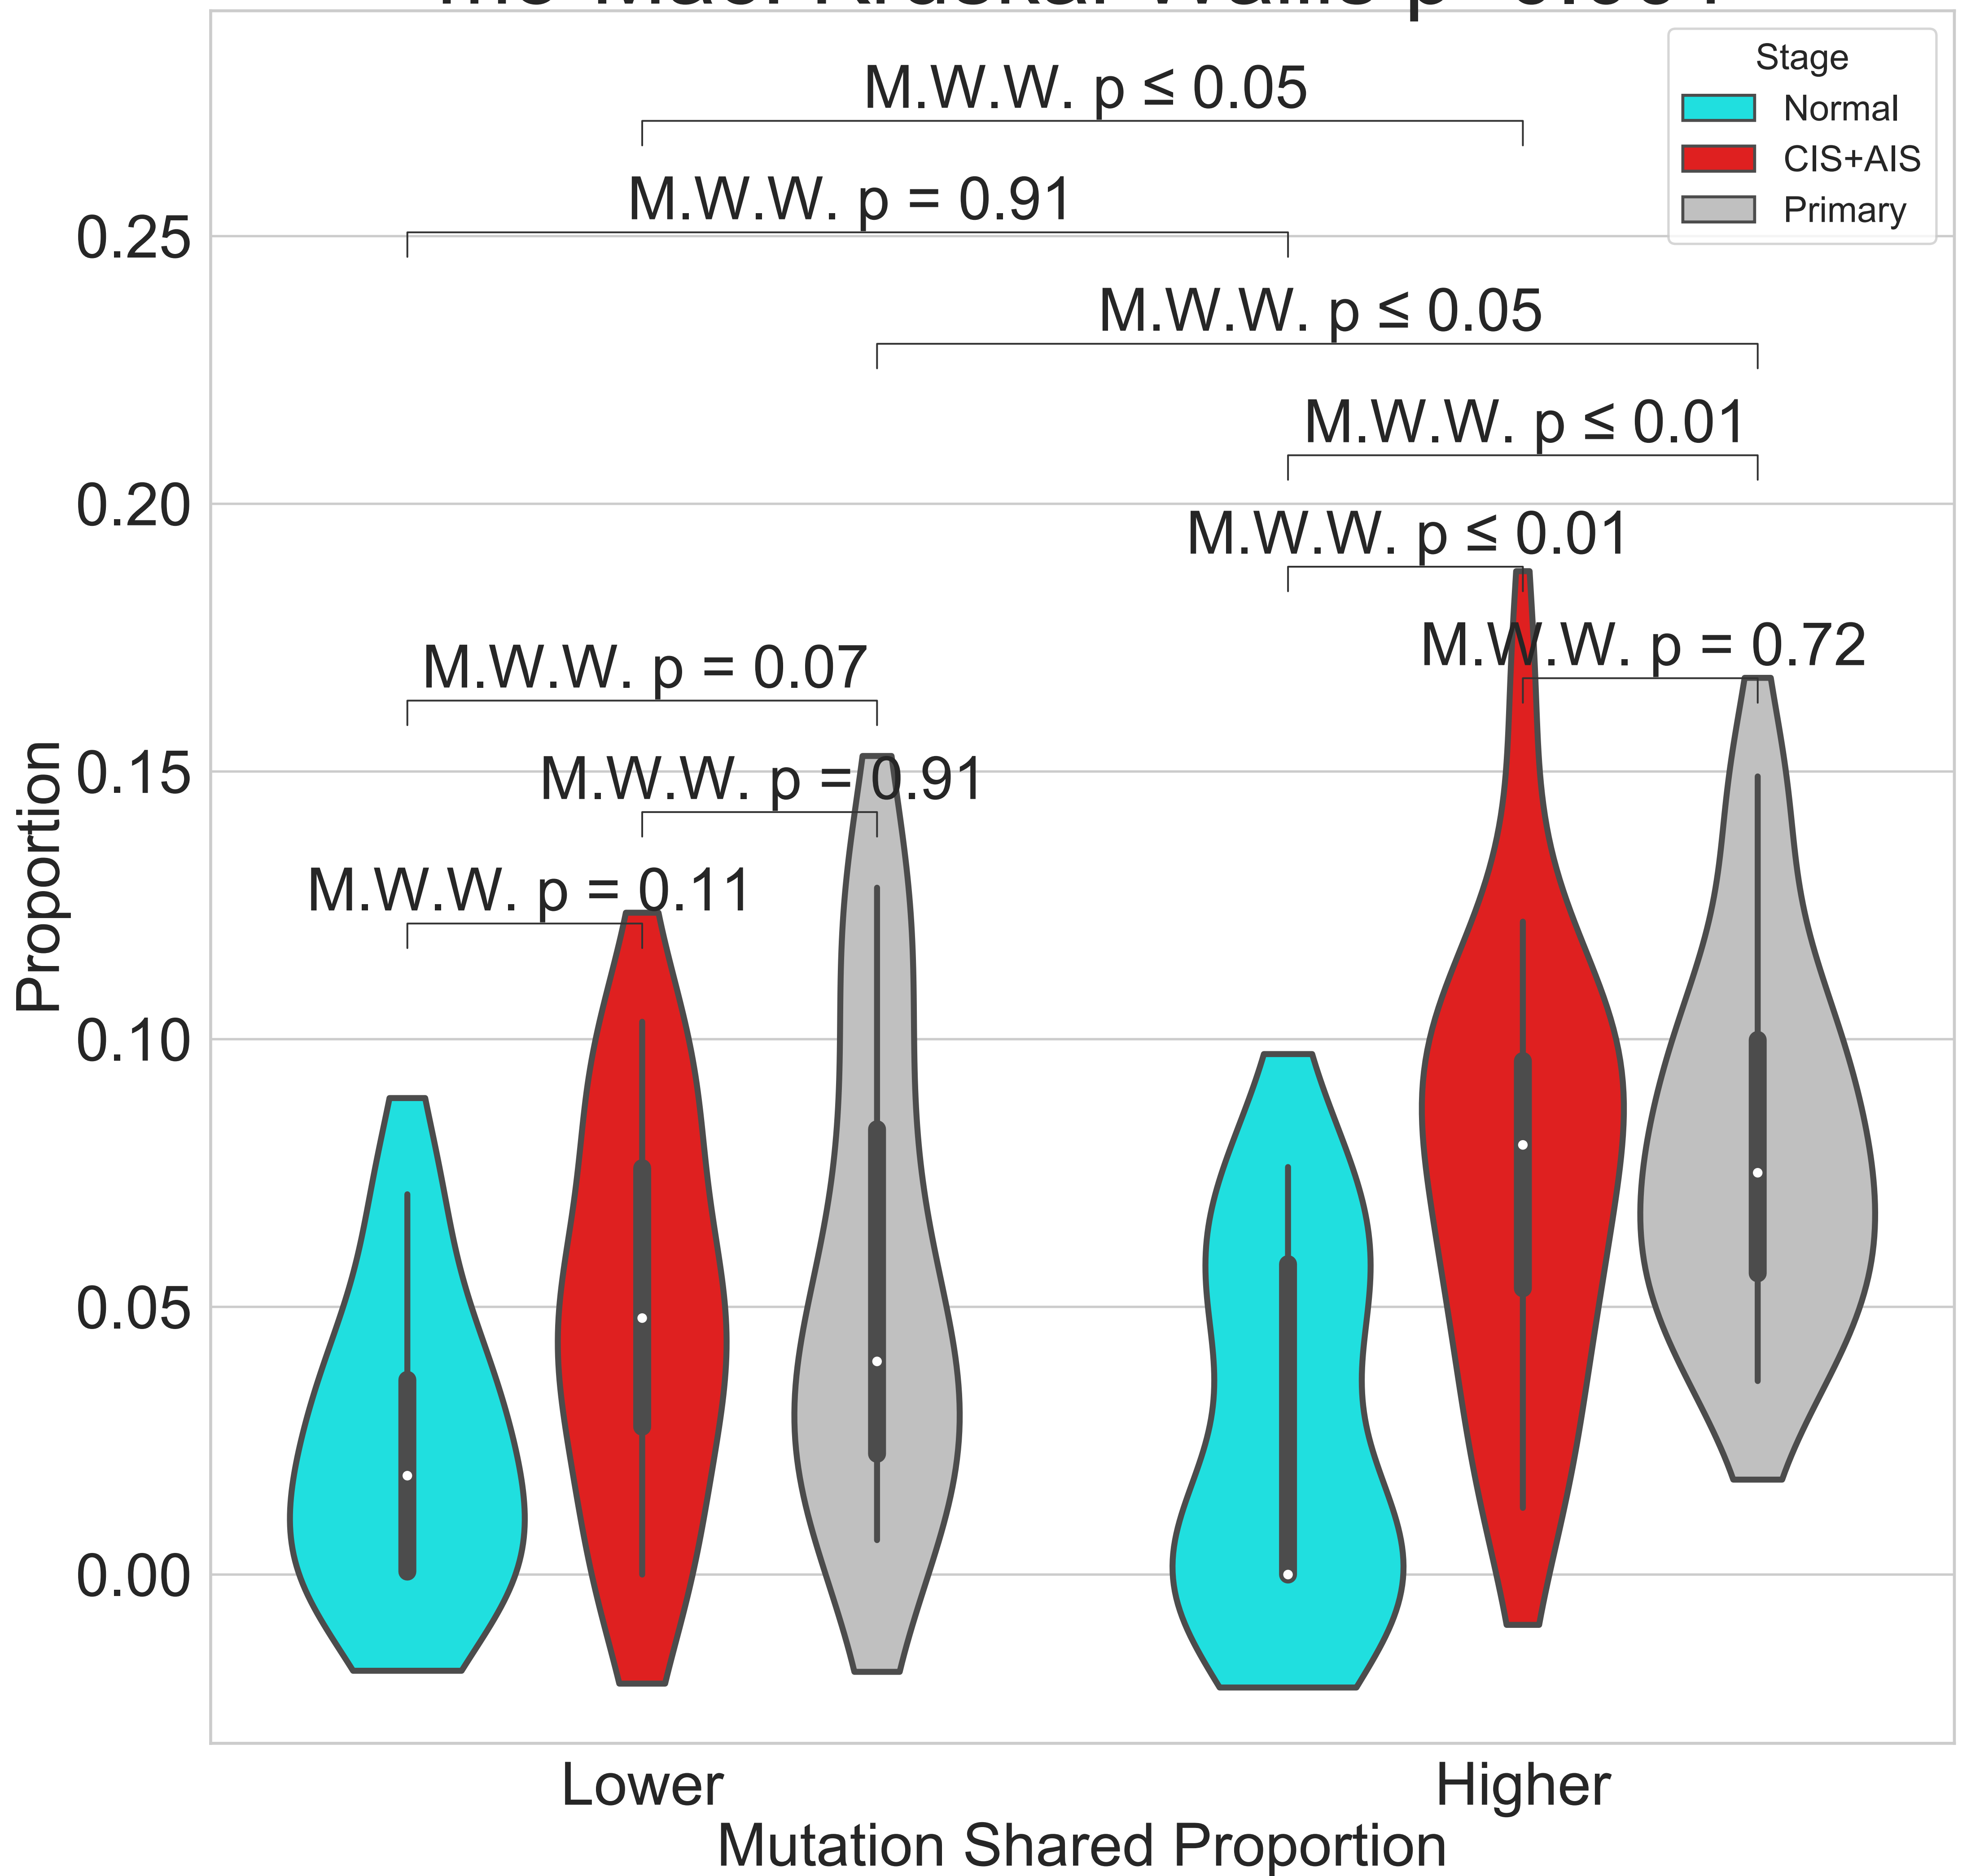 Stage
Normal
CIS+AIS
Primary
M.W.W. p ≤ 0.05
M.W.W. p = 0.91
M.W.W. p ≤ 0.05
M.W.W. p ≤ 0.01
M.W.W. p ≤ 0.01
M.W.W. p = 0.72
M.W.W. p = 0.07
M.W.W. p = 0.91
M.W.W. p = 0.11
Proportion
0.25
0.20
0.15
0.10
0.05
0.00
Lower
Higher
Mutation Shared Proportion